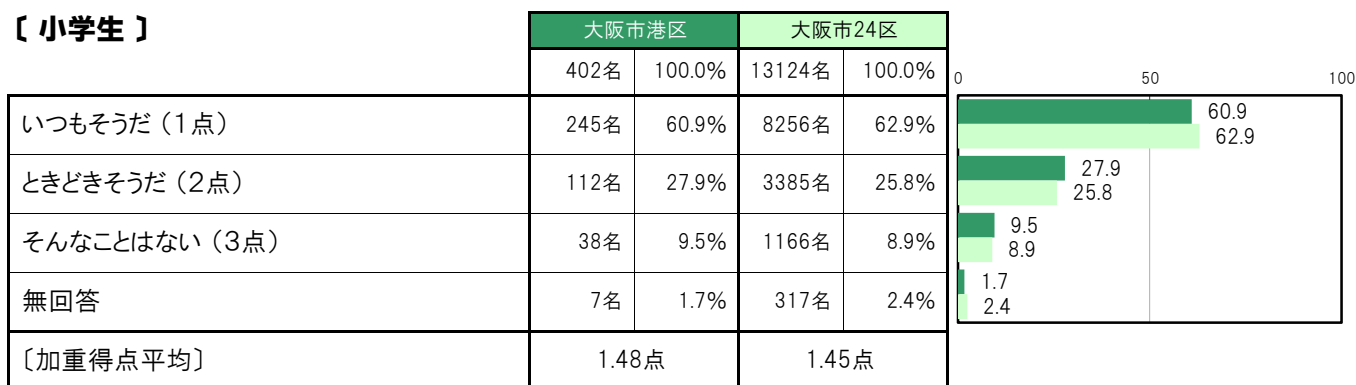 〔 小学生 〕
大阪市港区 大阪市24区
402名 100.0% 13124名 100.0%
0 50 100
いつもそうだ （1点） 245名 60.9% 8256名 62.9%
60.9
62.9
ときどきそうだ （2点） 112名 27.9% 3385名 25.8%
27.9
25.8
そんなことはない （3点） 38名 9.5% 1166名 8.9%
9.5
8.9
無回答 7名 1.7% 317名 2.4%
1.7
2.4
〔加重得点平均〕 1.48点 1.45点